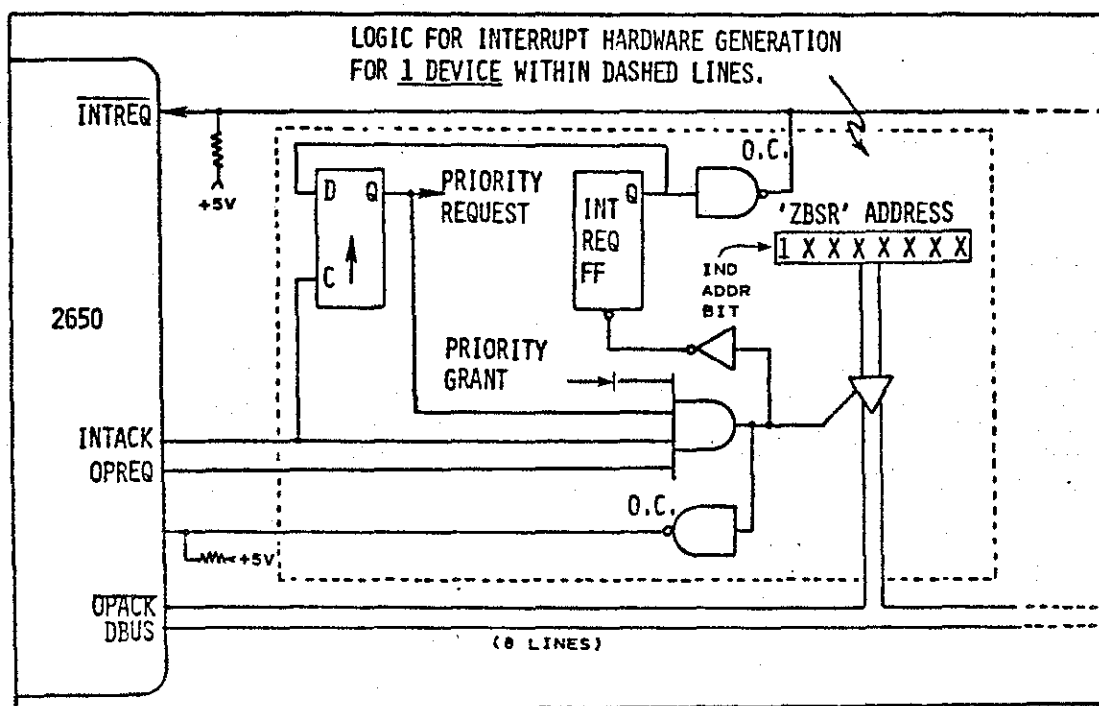 LOGIC FOR INTERRUPT HARDWARE GENERATION
FOR 1 DEVICE WITHIN DASHED LINES.
INTREQ
+5V
D Q
C
PRIORITY
REQUEST
INT Q
REQ
FF
O.C.
'ZBSR' ADDRESS
1 X X X X X X X
IND
ADDR
BIT
2650
PRIORITY
GRANT
INTACK
OPREQ
O.C.
+5V
OPACK
DBUS
(8 LINES)